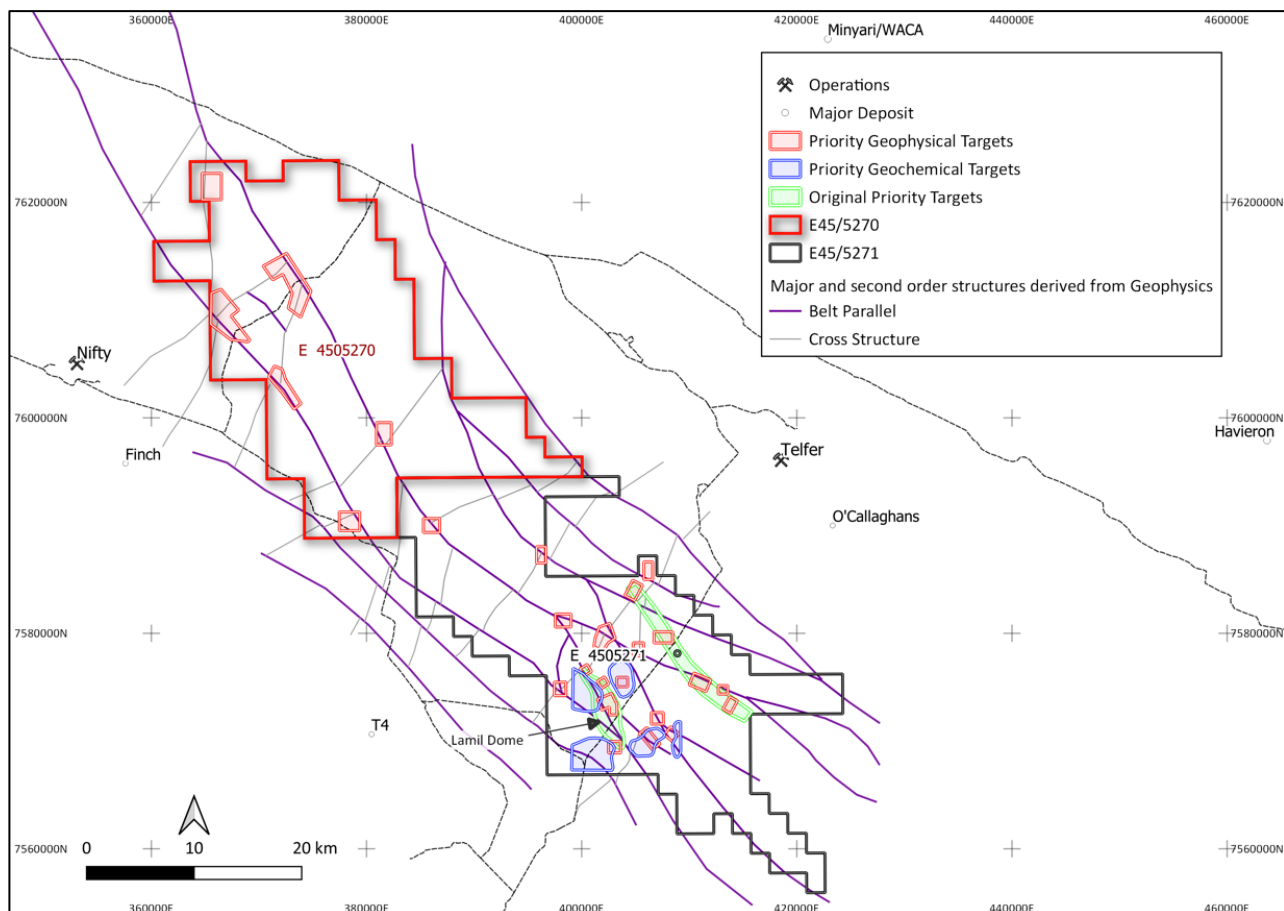 360000E
380000E
400000E
420000E
440000E
460000E
Minyari/WACA
Operations
Major Deposit
Priority Geophysical Targets
Priority Geochemical Targets
Original Priority Targets
E45/5270
E45/5271
Major and second order structures derived from Geophysics
Belt Parallel
Cross Structure
7620000N
7620000N
Nifty
E 4505270
Finch
7600000N
7600000N
Telfer
Havieron
O'Callaghans
7580000N
7580000N
E 4505271
T4
Lamil Dome
0
10
20 km
7560000N
7560000N
360000E
380000E
400000E
420000E
440000E
460000E